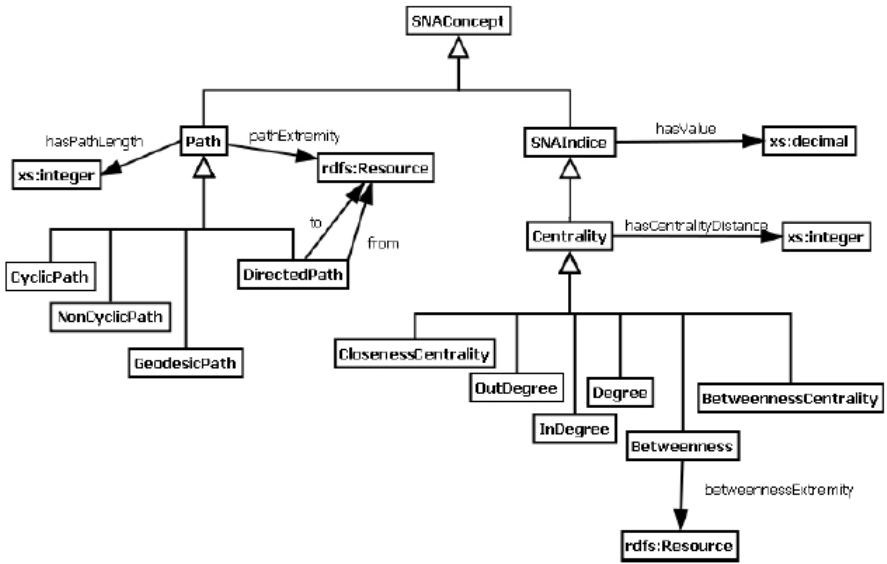 SNAConcept
hasPathLength
Path
pathExtremity
SNAIndice
hasValue
xs:decimal
xs:integer
rdfs:Resource
to
from
Centrality
hasCentralityDistance
xs:integer
CyclicPath
DirectedPath
NonCyclicPath
GeodesicPath
ClosenessCentrality
OutDegree
Degree
BetweennessCentrality
InDegree
Betweenness
betweennessExtremity
rdfs:Resource